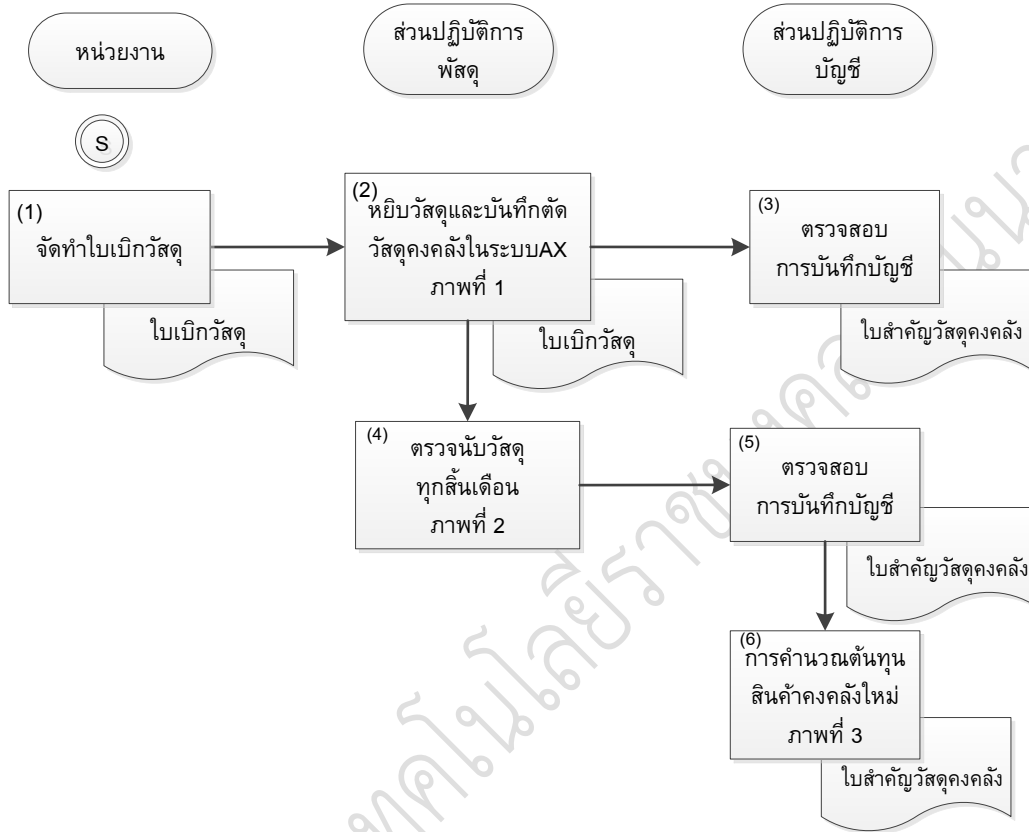 หน่วยงาน
ส่วนปฏิบัติการ
พัสดุ
ส่วนปฏิบัติการ
บัญชี
S
(1)
จัดทำใบเบิกวัสดุ
ใบเบิกวัสดุ
(2)
หยิบวัสดุและบันทึกตัด
วัสดุคงคลังในระบบAX
ภาพที่ 1
ใบเบิกวัสดุ
(3)
ตรวจสอบ
การบันทึกบัญชี
ใบสำคัญวัสดุคงคลัง
(4)
ตรวจนับวัสดุ
ทุกสิ้นเดือน
ภาพที่ 2
(5)
ตรวจสอบ
การบันทึกบัญชี
ใบสำคัญวัสดุคงคลัง
(6)
การคำนวณต้นทุน
สินค้าคงคลังใหม่
ภาพที่ 3
ใบสำคัญวัสดุคงคลัง